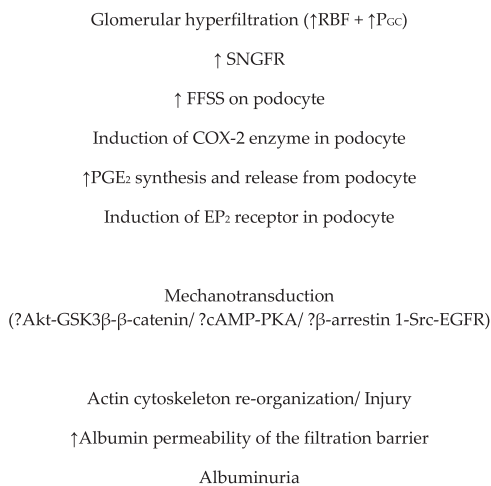 Glomerular hyperfiltration (↑RBF + ↑PGC)
↑ SNGFR
↑ FFSS on podocyte
Induction of COX-2 enzyme in podocyte
↑PGE₂ synthesis and release from podocyte
Induction of EP₂ receptor in podocyte
Mechanotransduction
(?Akt-GSK3β-β-catenin/ ?cAMP-PKA/ ?β-arrestin 1-Src-EGFR)
Actin cytoskeleton re-organization/ Injury
↑Albumin permeability of the filtration barrier
Albuminuria